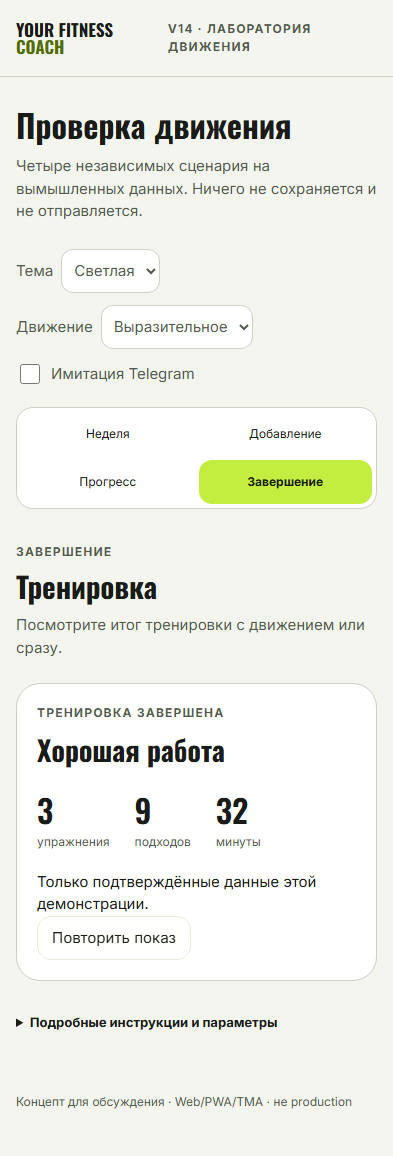 YOUR FITNESS
COACH
V14 · ЛАБОРАТОРИЯ
ДВИЖЕНИЯ
Проверка движения
Четыре независимых сценария на
вымышленных данных. Ничего не сохраняется и
не отправляется.
Тема Светлая
Движение Выразительное
Имитация Telegram
Неделя Добавление
Прогресс Завершение
ЗАВЕРШЕНИЕ
Тренировка
Посмотрите итог тренировки с движением или
сразу.
ТРЕНИРОВКА ЗАВЕРШЕНА
Хорошая работа
3 9 32
упражнения подходов минуты
Только подтверждённые данные этой
демонстрации.
Повторить показ
Подробные инструкции и параметры
Концепт для обсуждения · Web/PWA/TMA · не production